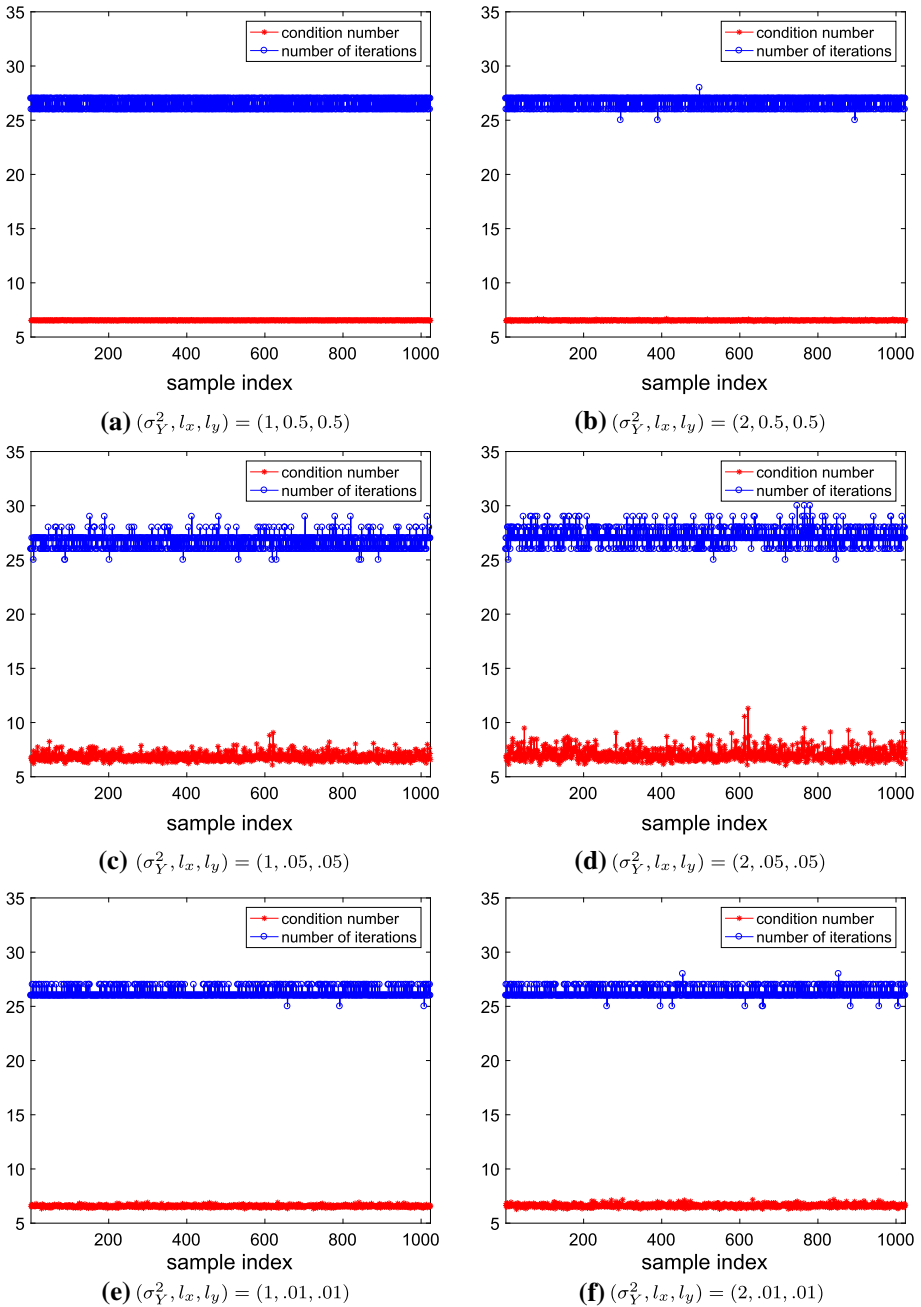 35
30
25
20
15
10
5
condition number
number of iterions
200 400 600 800 1000
sample index
(a) (σ²_Y, l_x, l_y) = (1, 0.5, 0.5)
35
30
25
20
15
10
5
condition number
number of iterations
200 400 600 800 1000
sample index
(b) (σ²_Y, l_x, l_y) = (2, 0.5, 0.5)
35
30
25
20
15
10
5
condition number
number of iterations
200 400 600 800 1000
sample index
(c) (σ²_Y, l_x, l_y) = (1, .05, .05)
35
30
25
20
15
10
5
condition number
number of iterations
200 400 600 800 1000
sample index
(d) (σ²_Y, l_x, l_y) = (2, .05, .05)
35
30
25
20
15
10
5
condition number
number of iterations
200 400 600 800 1000
sample index
(e) (σ²_Y, l_x, l_y) = (1, .01, .01)
35
30
25
20
15
10
5
condition number
number of iterations
200 400 600 800 1000
sample index
(f) (σ²_Y, l_x, l_y) = (2, .01, .01)